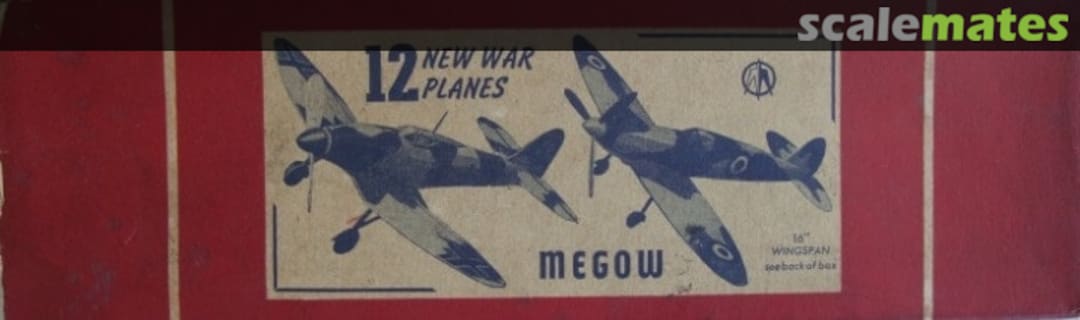 scalemates
12 NEW WAR
PLANES
MEGOW
16"
WINGSPAN
see back of box